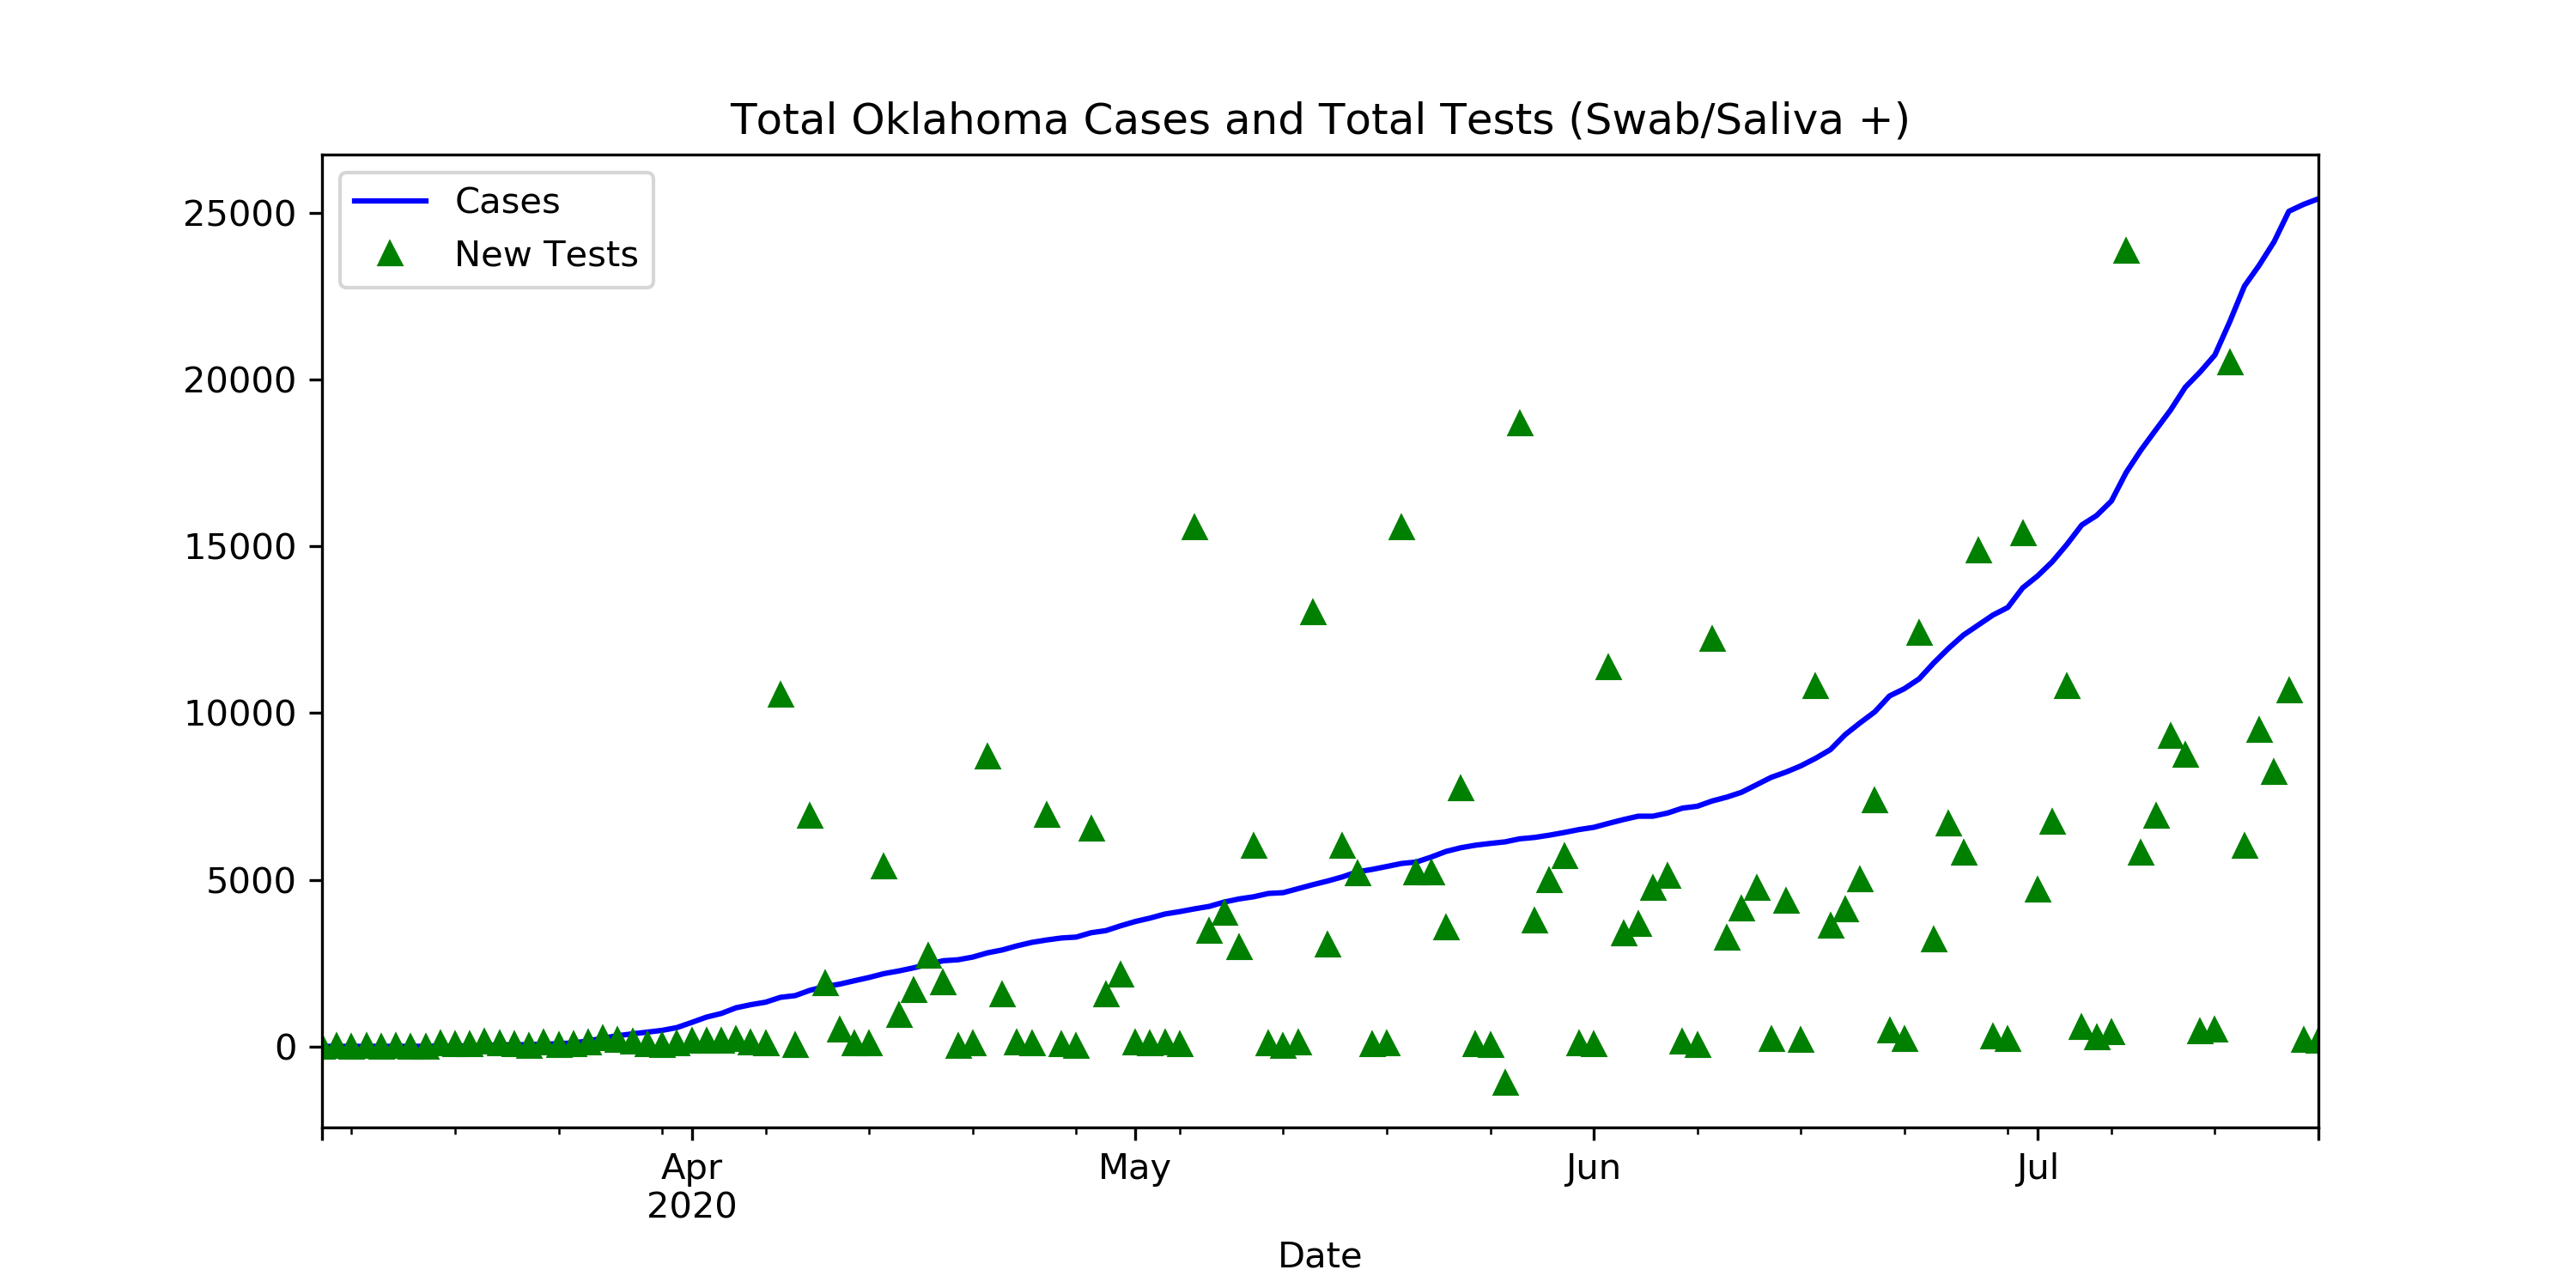 Total Oklahoma Cases and Total Tests (Swab/Saliva +)
Cases
New Tests
25000
20000
15000
10000
5000
0
Apr May Jun Jul
2020
Date